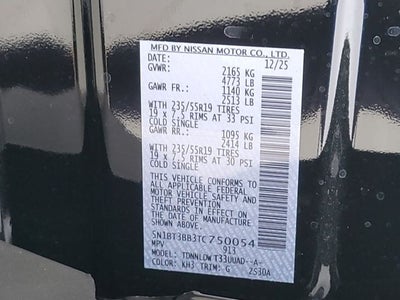 MFD BY NISSAN MOTOR CO., LTD.
DATE: 12/25
GVWR: 2165 KG
4773 LB
GAWR FR.: 1140 KG
2513 LB
WITH 235/55R19 TIRES
19 x 7.5 RIMS AT 33 PSI
COLD SINGLE
GAWR RR.: 1095 KG
2414 LB
WITH 235/55R19 TIRES
19 x 7.5 RIMS AT 30 PSI
COLD SINGLE
THIS VEHICLE CONFORMS TO ALL
APPLICABLE FEDERAL MOTOR
VEHICLE SAFETY AND
THEFT PREVENTION
STANDARDS IN EFFECT ON
THE DATE OF MANUFACTURE
5N1BT3BB3TC750054
MPV 913
MODEL: TDNNLDW T33UUAD--A-
COLOR: KH3 TRIM: G 2530A